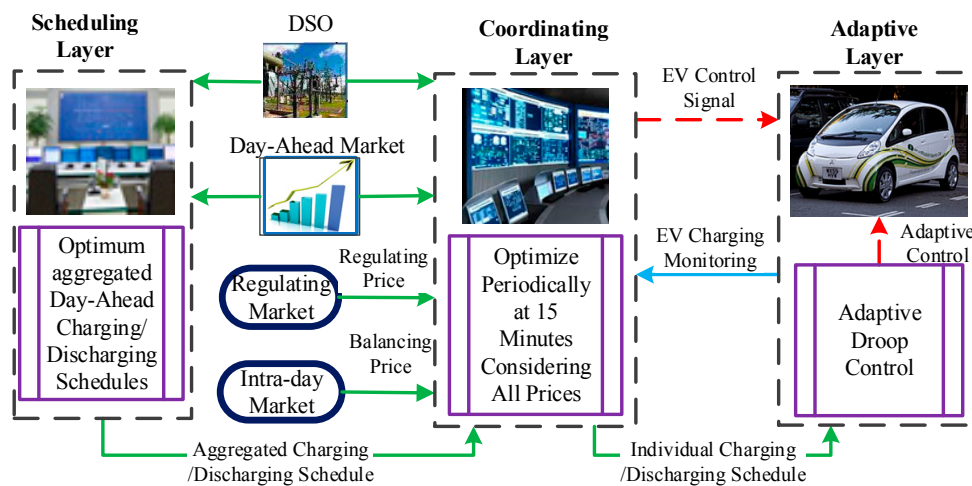 Scheduling
Layer
DSO
Coordinating
Layer
Adaptive
Layer
EV Control
Signal
Day-Ahead Market
Optimum
aggregated
Day-Ahead
Charging/
Discharging
Schedules
Regulating
Price
Regulating
Market
Balancing
Price
Intra-day
Market
Optimize
Periodically
at 15
Minutes
Considering
All Prices
EV Charging
Monitoring
Adaptive
Control
Adaptive
Droop
Control
Aggregated Charging
/Discharging Schedule
Individual Charging
/Discharging Schedule